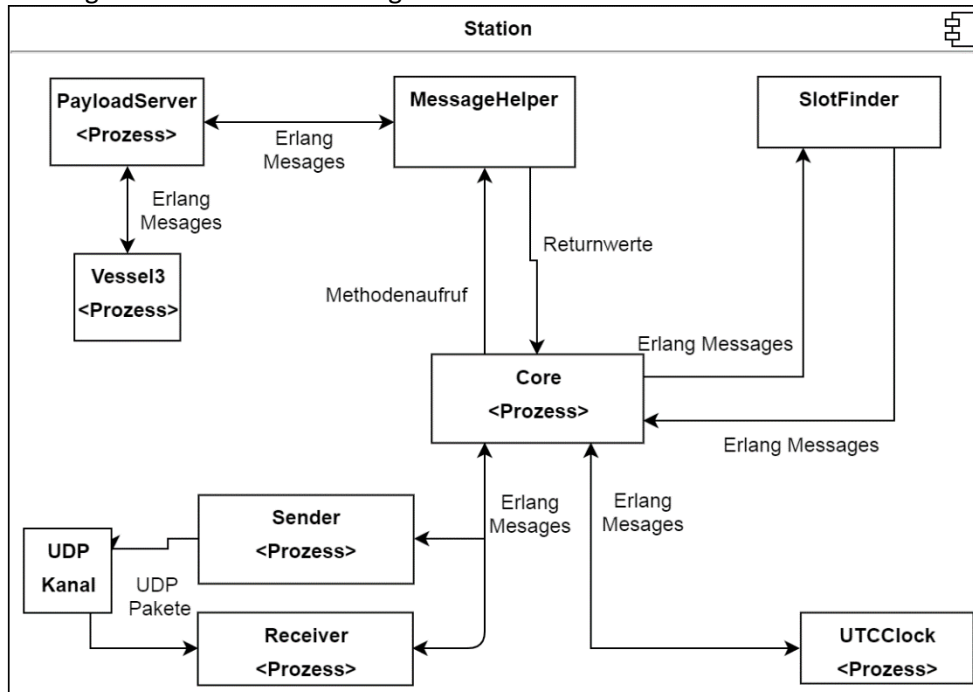 Station
PayloadServer
<Prozess>
MessageHelper
SlotFinder
Erlang
Mesages
Erlang
Mesages
Vessel3
<Prozess>
Returnwerte
Methodenaufruf
Erlang Messages
Core
<Prozess>
Erlang Messages
Sender
<Prozess>
Erlang
Mesages
Erlang
Mesages
UDP
Kanal
UDP
Pakete
Receiver
<Prozess>
UTCClock
<Prozess>